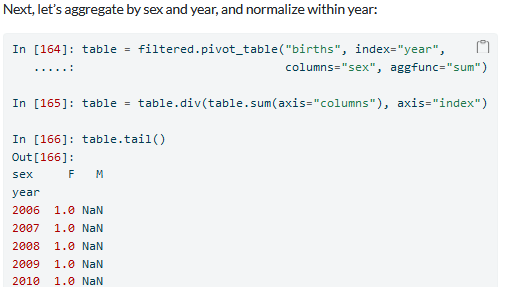 Next, let's aggregate by sex and year, and normalize within year:
In [164]: table = filtered.pivot_table("births", index="year",
.....: columns="sex", aggfunc="sum")
In [165]: table = table.div(table.sum(axis="columns"), axis="index")
In [166]: table.tail()
Out[166]:
sex F M
year
2006 1.0 NaN
2007 1.0 NaN
2008 1.0 NaN
2009 1.0 NaN
2010 1.0 NaN